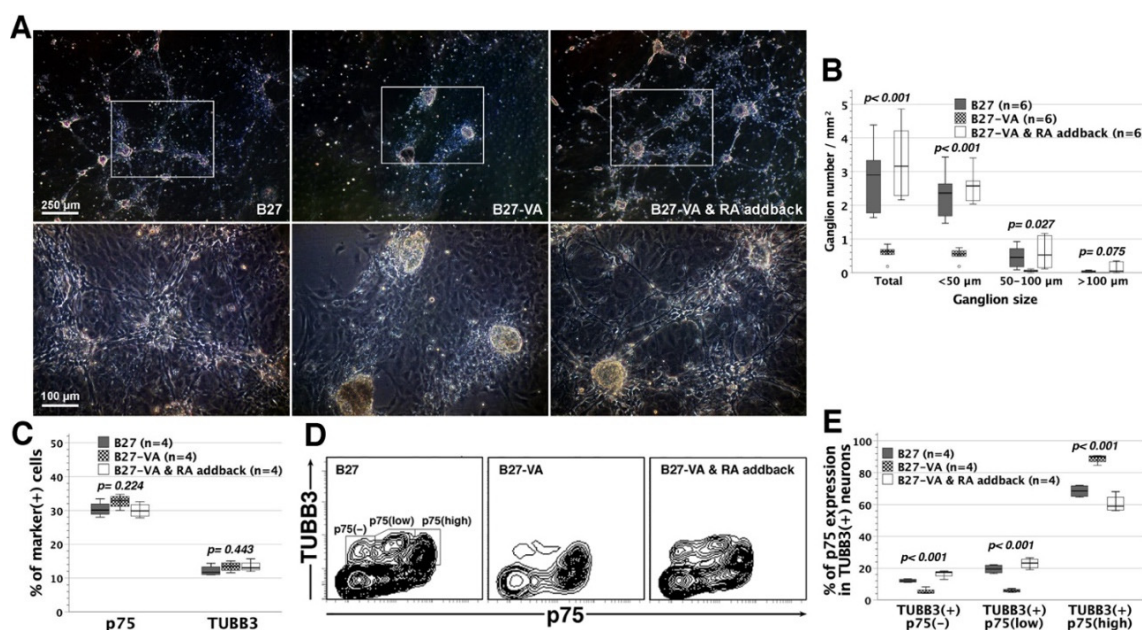 A
250 µm
B27
B27-VA
B27-VA & RA addback
100 µm
B
p< 0.001
B27 (n=6)
B27-VA (n=6)
B27-VA & RA addback (n=6
p< 0.001
p= 0.027
p= 0.075
Ganglion number / mm²
5
4
3
2
1
0
Total
<50 µm
50-100 µm
>100 µm
Ganglion size
C
B27 (n=4)
B27-VA (n=4)
B27-VA & RA addback (n=4)
p= 0.224
p= 0.443
% of marker(+) cells
50
40
30
20
10
0
p75
TUBB3
D
B27
B27-VA
B27-VA & RA addback
p75(-)
p75(low)
p75(high)
TUBB3
p75
E
B27 (n=4)
B27-VA (n=4)
B27-VA & RA addback (n=4)
p< 0.001
p< 0.001
p< 0.001
% of p75 expression
in TUBB3(+) neurons
100
80
60
40
20
0
TUBB3(+)
p75(-)
TUBB3(+)
p75(low)
TUBB3(+)
p75(high)